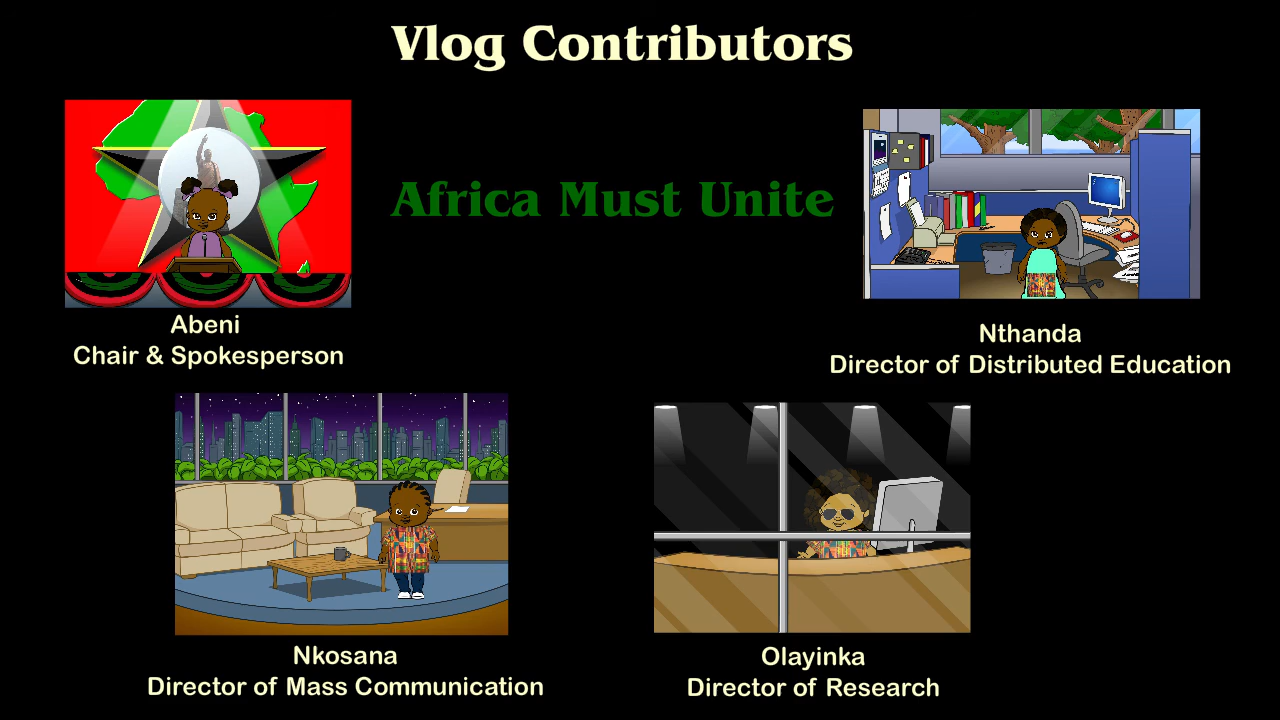 Vlog Contributors
Africa Must Unite
Abeni
Chair & Spokesperson
Nthanda
Director of Distributed Education
Nkosana
Director of Mass Communication
Olayinka
Director of Research